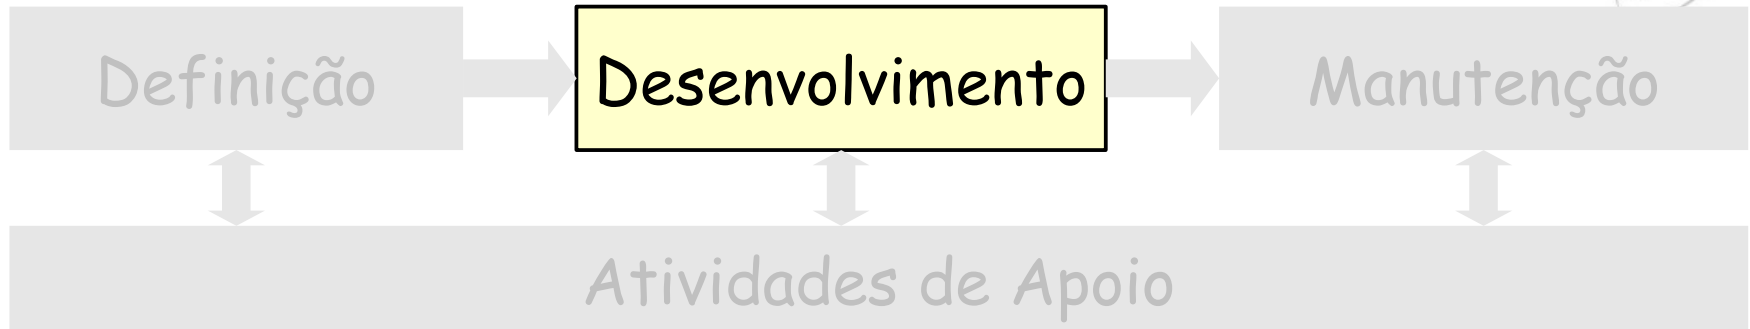 Definição
Desenvolvimento
Manutenção
Atividades de Apoio